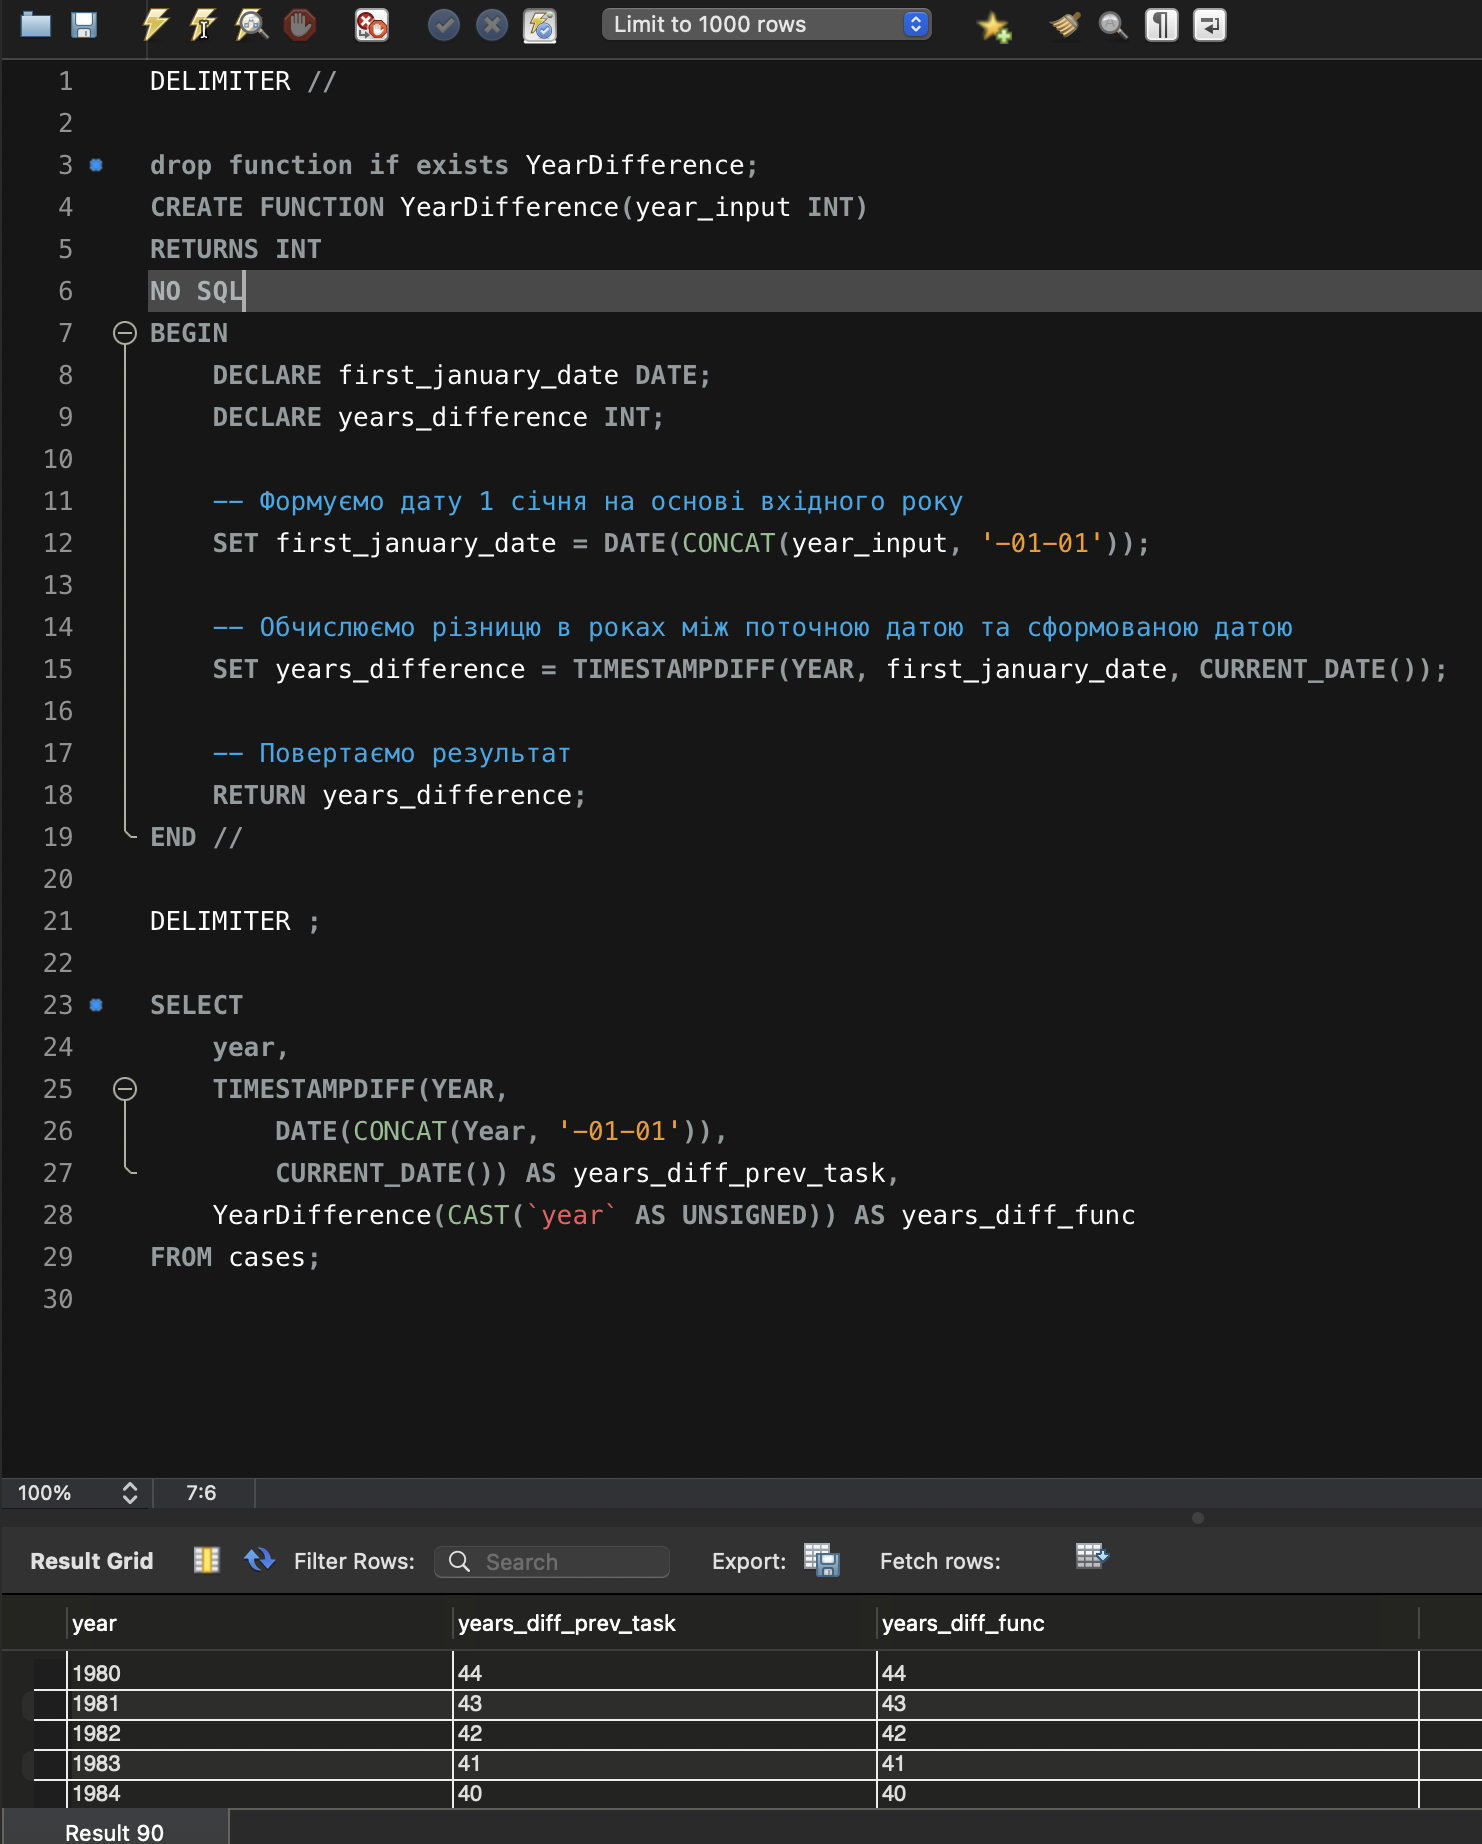 Limit to 1000 rows
1 DELIMITER //
2
3 drop function if exists YearDifference;
4 CREATE FUNCTION YearDifference(year_input INT)
5 RETURNS INT
6 NO SQL
7 BEGIN
8 DECLARE first_january_date DATE;
9 DECLARE years_difference INT;
10
11 -- Формуємо дату 1 січня на основі вхідного року
12 SET first_january_date = DATE(CONCAT(year_input, '-01-01'));
13
14 -- Обчислюємо різницю в роках між поточною датою та сформованою датою
15 SET years_difference = TIMESTAMPDIFF(YEAR, first_january_date, CURRENT_DATE());
16
17 -- Повертаємо результат
18 RETURN years_difference;
19 END //
20
21 DELIMITER ;
22
23 SELECT
24 year,
25 TIMESTAMPDIFF(YEAR,
26 DATE(CONCAT(Year, '-01-01')),
27 CURRENT_DATE()) AS years_diff_prev_task,
28 YearDifference(CAST(`year` AS UNSIGNED)) AS years_diff_func
29 FROM cases;
30
100% 7:6
Result Grid Filter Rows: Search Export: Fetch rows:
year years_diff_prev_task years_diff_func
1980 44 44
1981 43 43
1982 42 42
1983 41 41
1984 40 40
Result 90